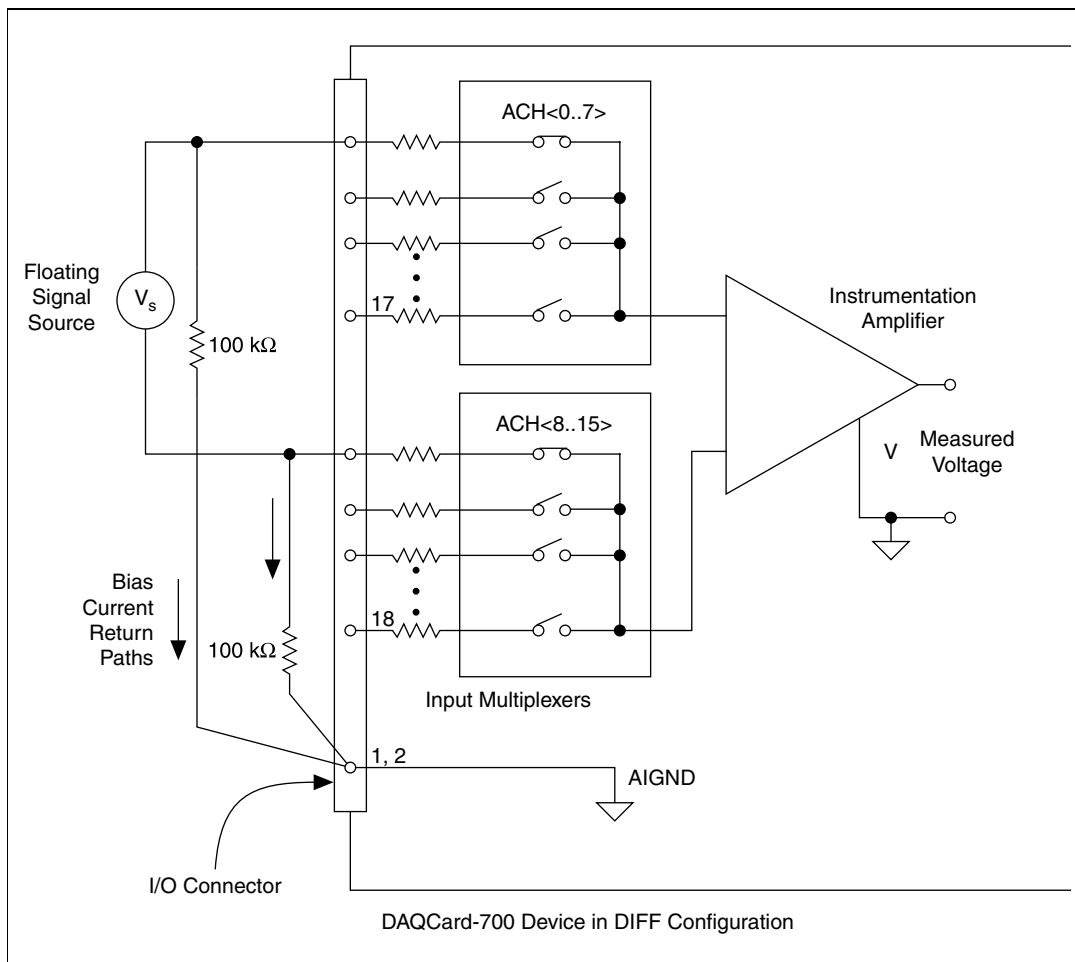 ACH<0..7>
Floating
Signal
Source
Vs
100 kΩ
17
Instrumentation
Amplifier
ACH<8..15>
V
Measured
Voltage
Bias
Current
Return
Paths
100 kΩ
18
Input Multiplexers
1, 2
AIGND
I/O Connector
DAQCard-700 Device in DIFF Configuration